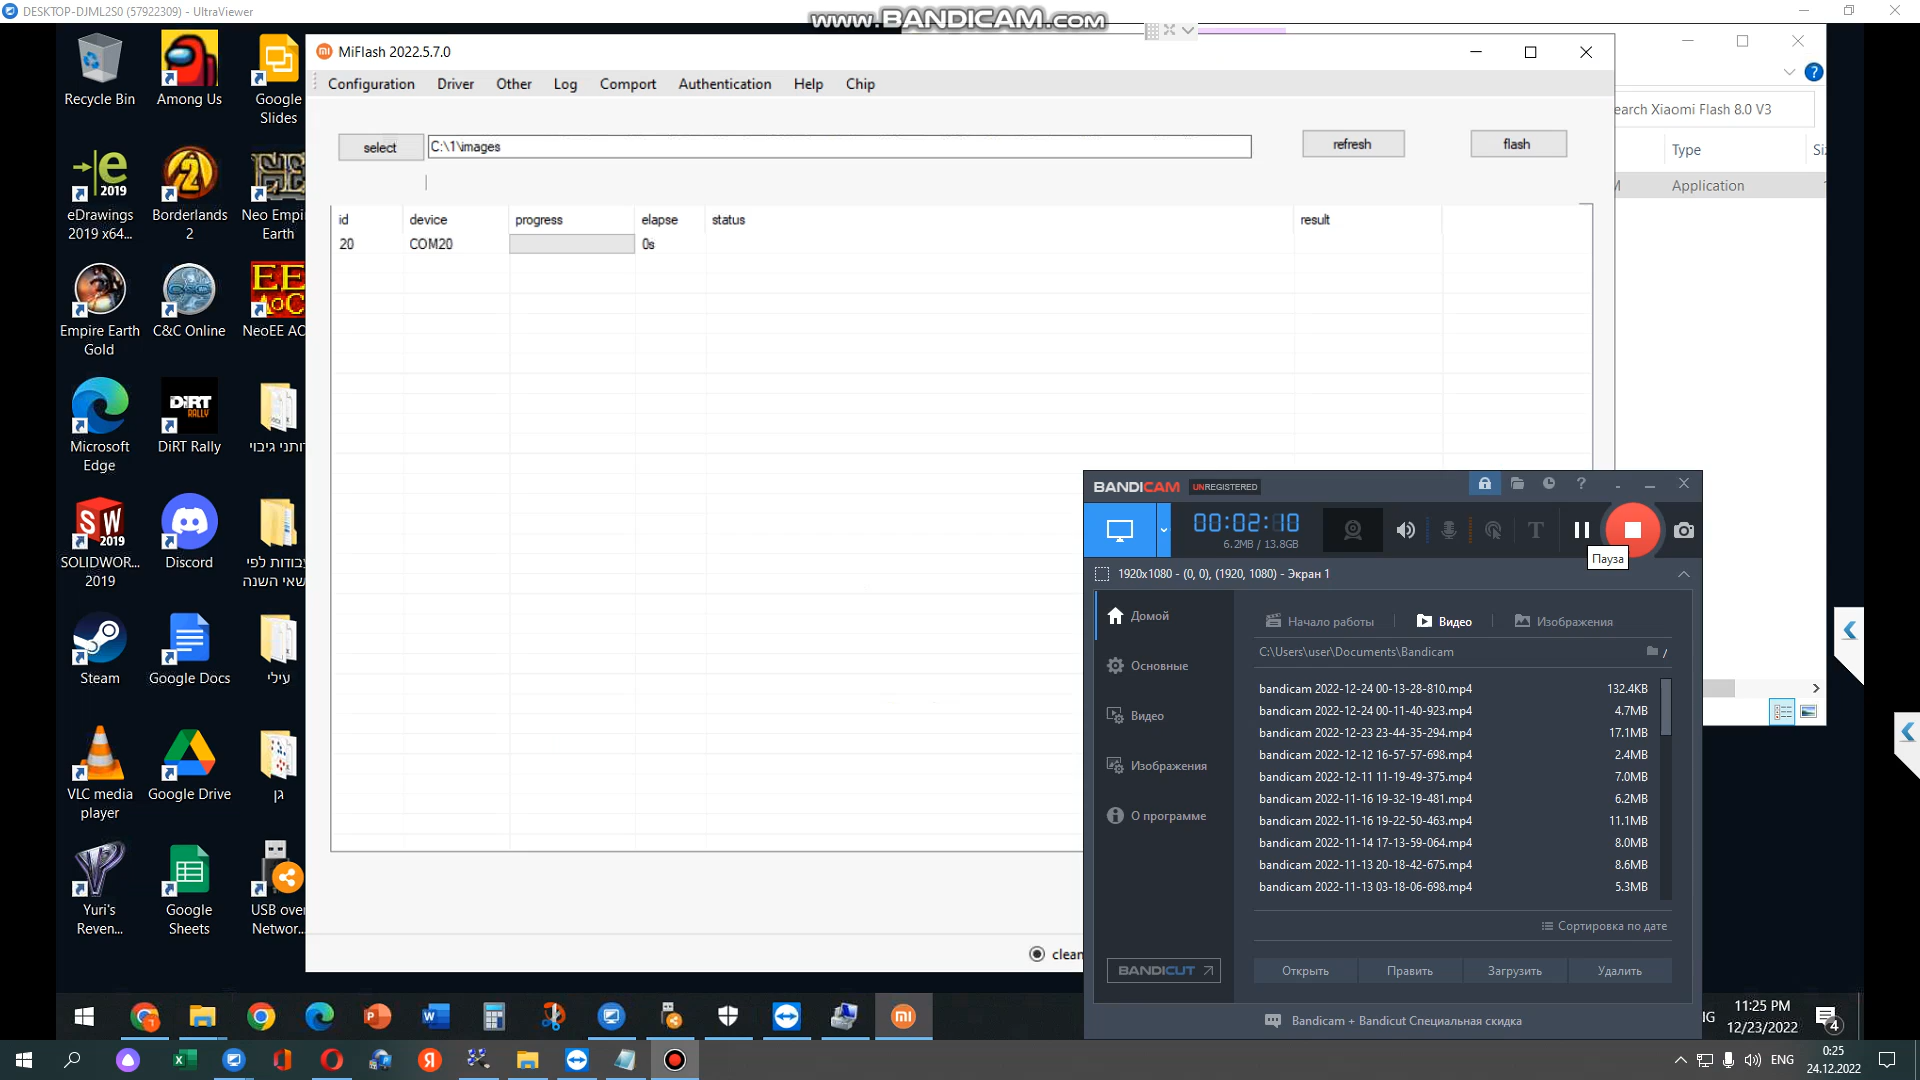 DESKTOP-DJML2S0 (57922309) - UltraViewer
www.BANDICAM.com
MiFlash 2022.5.7.0
Configuration
Driver
Other
Log
Comport
Authentication
Help
Chip
select
C:\1\images
refresh
flash
id
device
progress
elapse
status
result
20
COM20
0s
earch Xiaomi Flash 8.0 V3
Type
Application
Recycle Bin
Among Us
Google
Slides
eDrawings
2019 x64...
Borderlands
2
Neo Empi
Earth
Empire Earth
Gold
C&C Online
NeoEE AC
Microsoft
Edge
DiRT Rally
ותני גיבוי
SOLIDWOR...
2019
Discord
עבודות לפי
שאי השנה
Steam
Google Docs
עילי
VLC media
player
Google Drive
גן
Yuri's
Reven...
Google
Sheets
USB over
Networ...
clean
BANDICAM
UNREGISTERED
00:02:10
6.2MB / 13.8GB
Пауза
1920x1080 - (0, 0), (1920, 1080) - Экран 1
Домой
Основные
Видео
Изображения
О программе
Начало работы
Видео
Изображения
C:\Users\user\Documents\Bandicam
/
bandicam 2022-12-24 00-13-28-810.mp4 132.4KB
bandicam 2022-12-24 00-11-40-923.mp4 4.7MB
bandicam 2022-12-23 23-44-35-294.mp4 17.1MB
bandicam 2022-12-12 16-57-57-698.mp4 2.4MB
bandicam 2022-12-11 11-19-49-375.mp4 7.0MB
bandicam 2022-11-16 19-32-19-481.mp4 6.2MB
bandicam 2022-11-16 19-22-50-463.mp4 11.1MB
bandicam 2022-11-14 17-13-59-064.mp4 8.0MB
bandicam 2022-11-13 20-18-42-675.mp4 8.6MB
bandicam 2022-11-13 03-18-06-698.mp4 5.3MB
Сортировка по дате
BANDICUT
Открыть
Править
Загрузить
Удалить
Bandicam + Bandicut Специальная скидка
11:25 PM
12/23/2022
4
ENG
0:25
24.12.2022